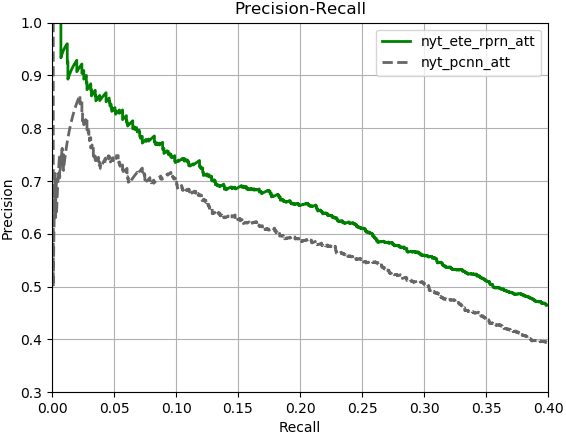 Precision-Recall
nyt_ete_rprn_att
nyt_pcnn_att
Precision
1.0
0.9
0.8
0.7
0.6
0.5
0.4
0.3
0.00 0.05 0.10 0.15 0.20 0.25 0.30 0.35 0.40
Recall